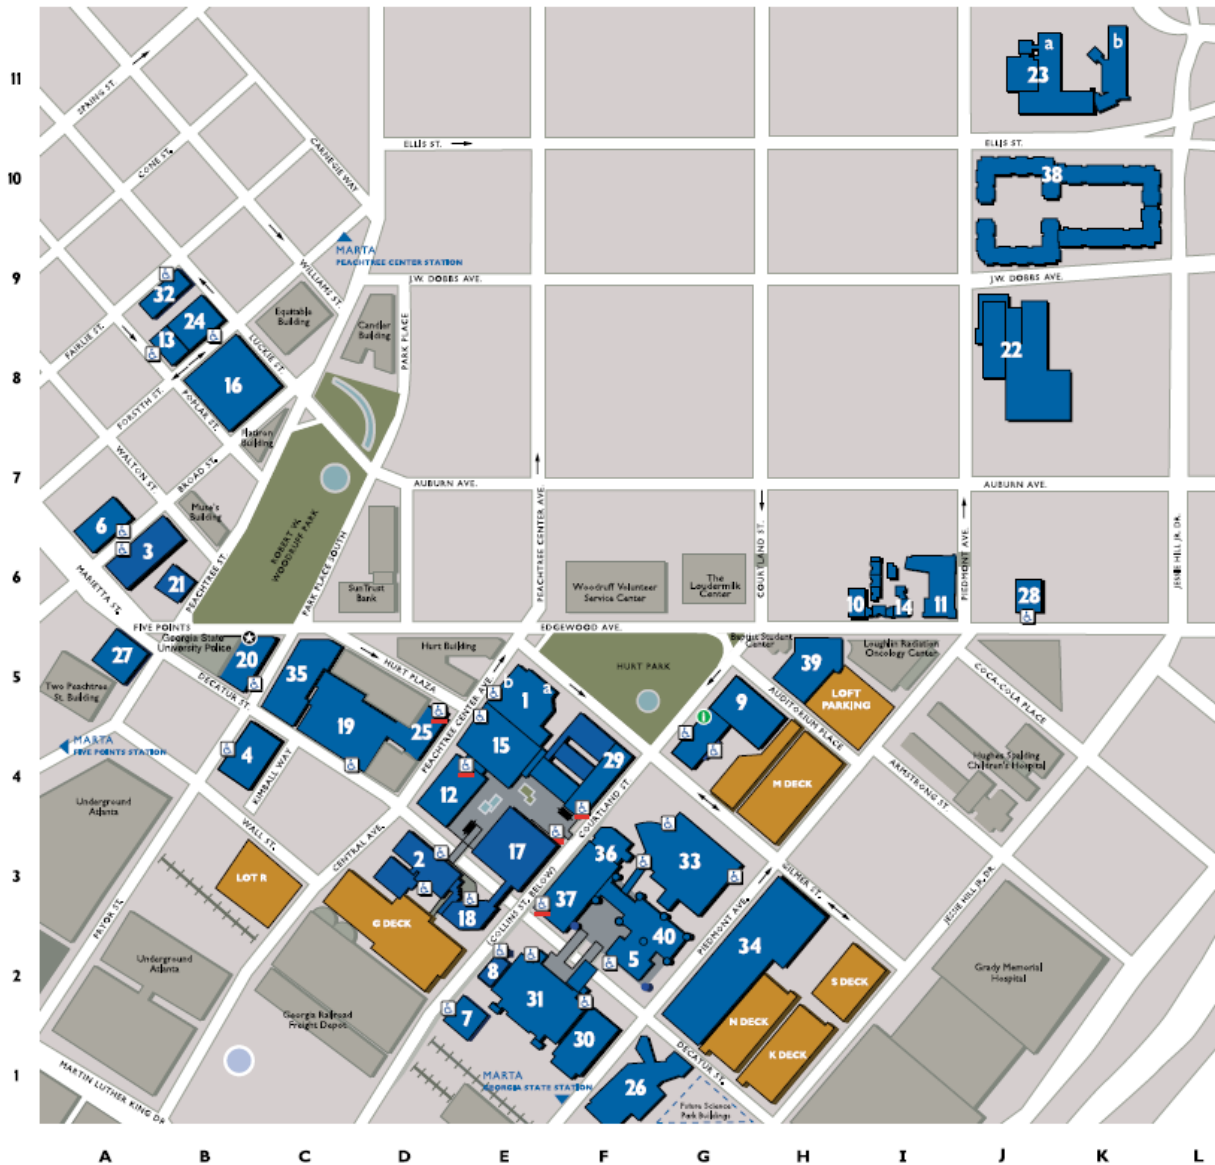 11
a
b
23
SPRING ST.
CARNEGIE WAY
ELLIS ST.
ELLIS ST.
CONE ST.
10
38
MARTA
PEACHTREE CENTER STATION
9
WILLIAMS ST.
J.W. DOBBS AVE.
J.W. DOBBS AVE.
32
24
13
Equitable
Building
Candler
Building
PARK PLACE
FAIRLIE ST.
LUCKIE ST.
22
8
16
FORSYTH ST.
POPLAR ST.
Flatiron
Building
WALTON ST.
BROAD ST.
7
AUBURN AVE.
AUBURN AVE.
Muse's
Building
PEACHTREE CENTER AVE.
COURTLAND ST.
PIEDMONT AVE.
JESSE HILL JR. DR.
6
3
21
ROBERT W.
WOODRUFF PARK
PARK PLACE SOUTH
PEACHTREE ST.
6
MARIETTA ST.
SunTrust
Bank
Woodruff Volunteer
Service Center
The
Loudermilk
Center
10
14
11
28
FIVE POINTS
EDGEWOOD AVE.
Georgia State
University Police
Hurt Building
HURT PARK
Baptist Student
Center
Loughlin Radiation
Oncology Center
5
27
20
35
HURT PLAZA
39
COCA-COLA PLACE
Two Peachtree
St. Building
DECATUR ST.
b
a
1
9
LOFT
PARKING
AUDITORIUM PLACE
19
25
15
PEACHTREE CENTER AVE.
MARTA
FIVE POINTS STATION
4
29
Hughes Spalding
Children's Hospital
4
KIMBALL WAY
12
M DECK
ARMSTRONG ST.
Underground
Atlanta
WALL ST.
CENTRAL AVE.
COURTLAND ST.
3
LOT R
2
17
36
33
GILMER ST.
JESSE HILL JR. DR.
G DECK
18
37
COLLINS ST. (BELOW)
40
PIEDMONT AVE.
34
PRYOR ST.
2
Underground
Atlanta
8
5
S DECK
Grady Memorial
Hospital
31
Georgia Railroad
Freight Depot
7
30
N DECK
K DECK
DECATUR ST.
1
MARTIN LUTHER KING DR.
MARTA
GEORGIA STATE STATION
26
Future Science
Park Buildings
A B C D E F G H I J K L